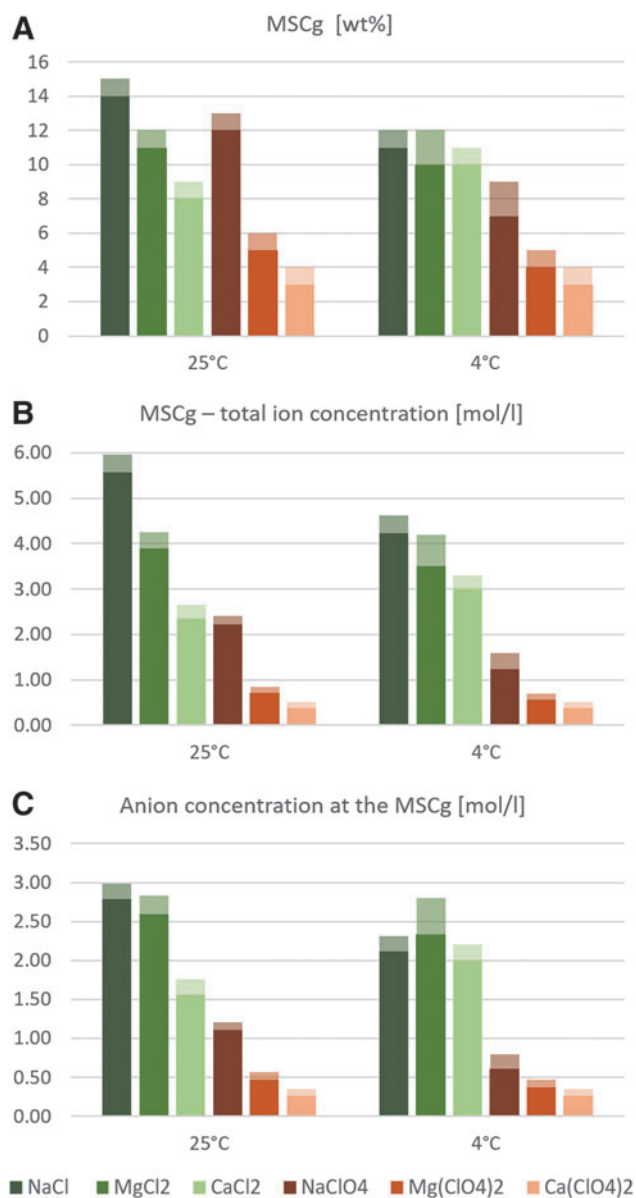 A
MSCg [wt%]
16
14
12
10
8
6
4
2
0
25°C 4°C
B
MSCg – total ion concentration [mol/l]
6.00
5.00
4.00
3.00
2.00
1.00
0.00
25°C 4°C
C
Anion concentration at the MSCg [mol/l]
3.50
3.00
2.50
2.00
1.50
1.00
0.50
0.00
25°C 4°C
NaCl MgCl2 CaCl2 NaClO4 Mg(ClO4)2 Ca(ClO4)2